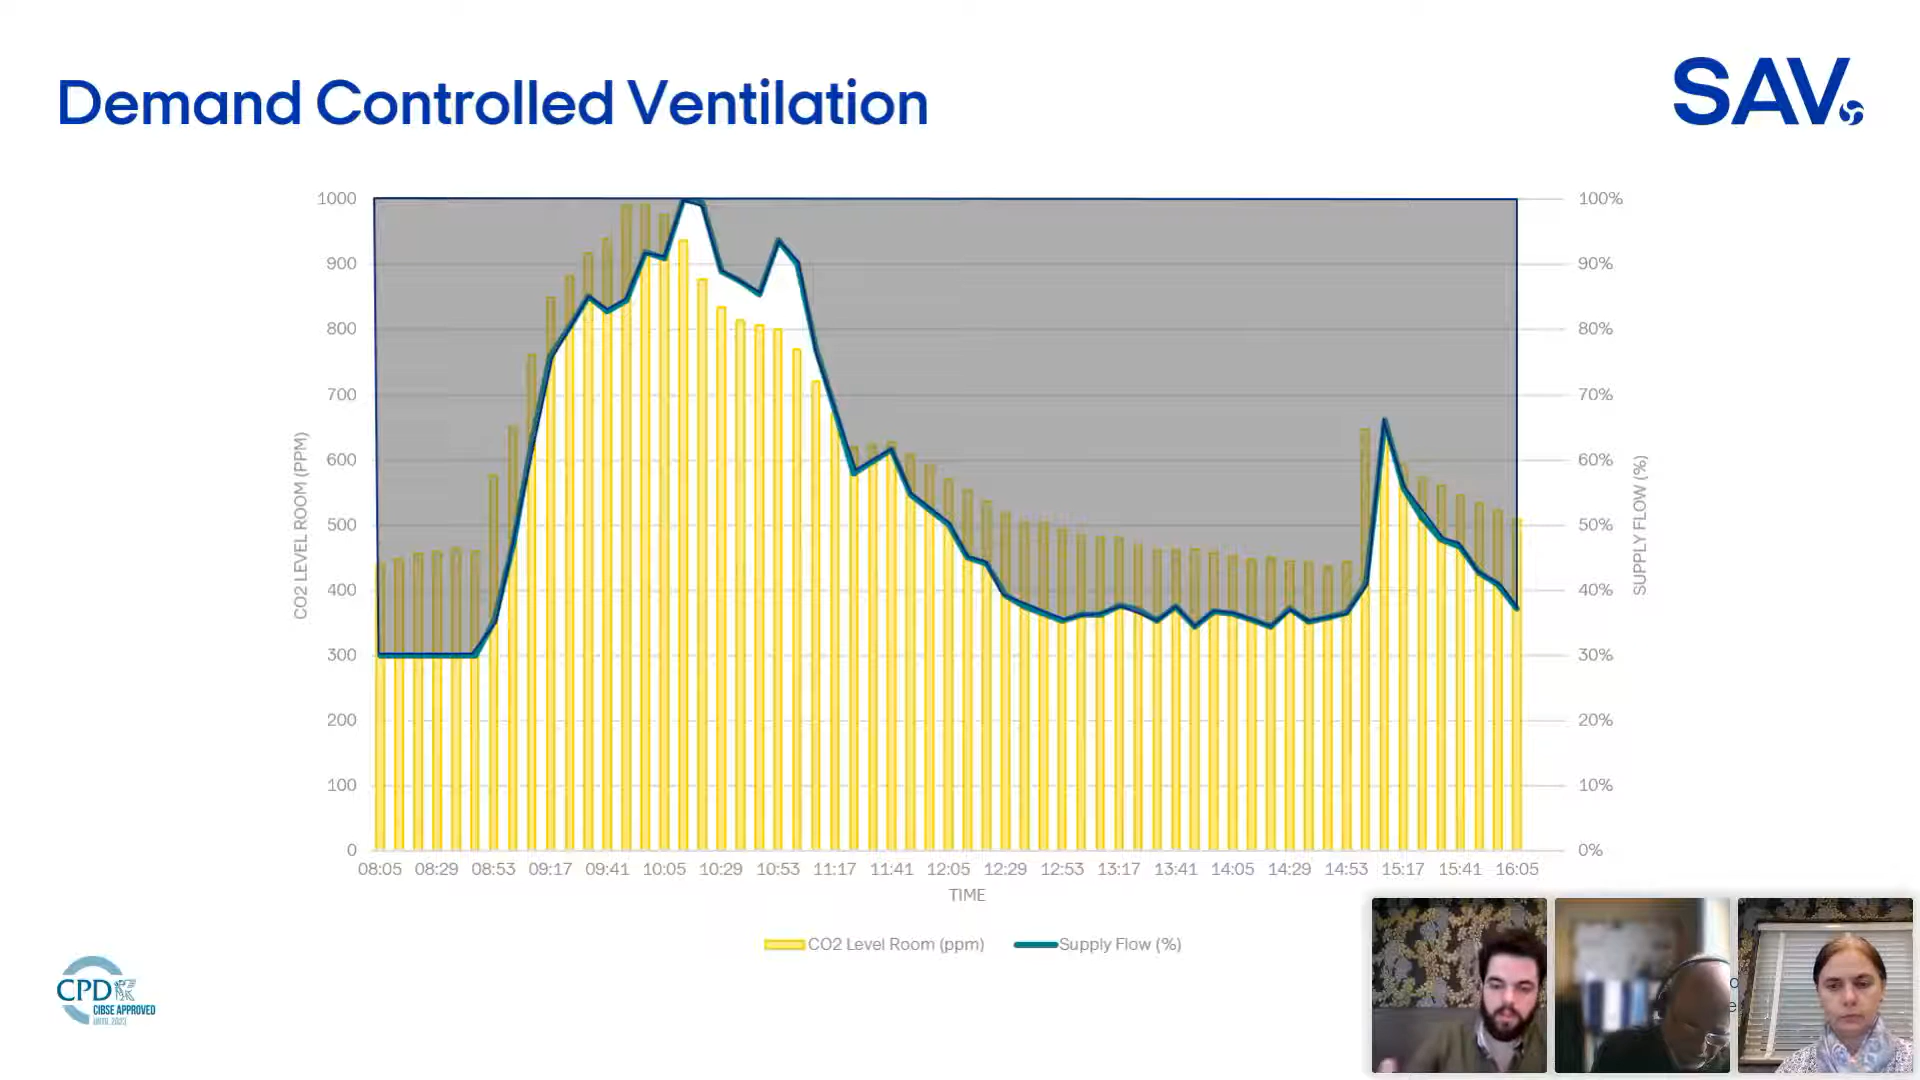 Demand Controlled Ventilation
SAV
1000
900
800
700
600
500
400
300
200
100
0
CO2 LEVEL ROOM (PPM)
100%
90%
80%
70%
60%
50%
40%
30%
20%
10%
0%
SUPPLY FLOW (%)
08:05 08:29 08:53 09:17 09:41 10:05 10:29 10:53 11:17 11:41 12:05 12:29 12:53 13:17 13:41 14:05 14:29 14:53 15:17 15:41 16:05
TIME
CO2 Level Room (ppm) Supply Flow (%)
CPD
CIBSE APPROVED